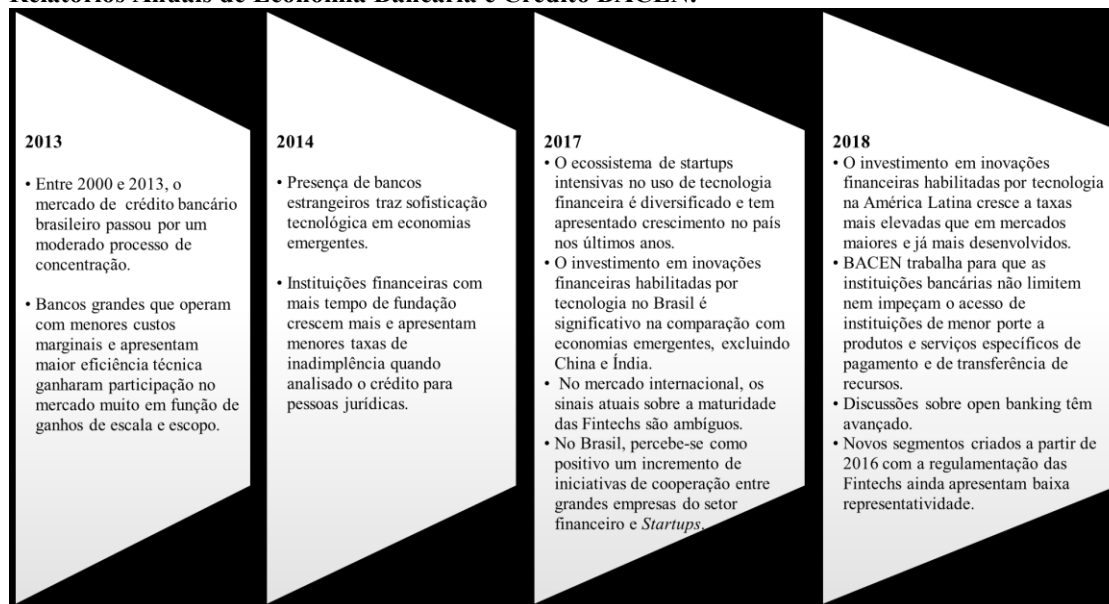 Relatórios Anuais de Economia Bancária e Crédito BACEN.
2013
• Entre 2000 e 2013, o
mercado de crédito bancário
brasileiro passou por um
moderado processo de
concentração.
• Bancos grandes que operam
com menores custos
marginais e apresentam
maior eficiência técnica
ganharam participação no
mercado muito em função de
ganhos de escala e escopo.
2014
• Presença de bancos
estrangeiros traz sofisticação
tecnológica em economias
emergentes.
• Instituições financeiras com
mais tempo de fundação
crescem mais e apresentam
menores taxas de
inadimplência quando
analisado o crédito para
pessoas jurídicas.
2017
• O ecossistema de startups
intensivas no uso de tecnologia
financeira é diversificado e tem
apresentado crescimento no país
nos últimos anos.
• O investimento em inovações
financeiras habilitadas por
tecnologia no Brasil é
significativo na comparação com
economias emergentes, excluindo
China e Índia.
• No mercado internacional, os
sinais atuais sobre a maturidade
das Fintechs são ambíguos.
• No Brasil, percebe-se como
positivo um incremento de
iniciativas de cooperação entre
grandes empresas do setor
financeiro e Startups.
2018
• O investimento em inovações
financeiras habilitadas por tecnologia
na América Latina cresce a taxas
mais elevadas que em mercados
maiores e já mais desenvolvidos.
• BACEN trabalha para que as
instituições bancárias não limitem
nem impeçam o acesso de
instituições de menor porte a
produtos e serviços específicos de
pagamento e de transferência de
recursos.
• Discussões sobre open banking têm
avançado.
• Novos segmentos criados a partir de
2016 com a regulamentação das
Fintechs ainda apresentam baixa
representatividade.